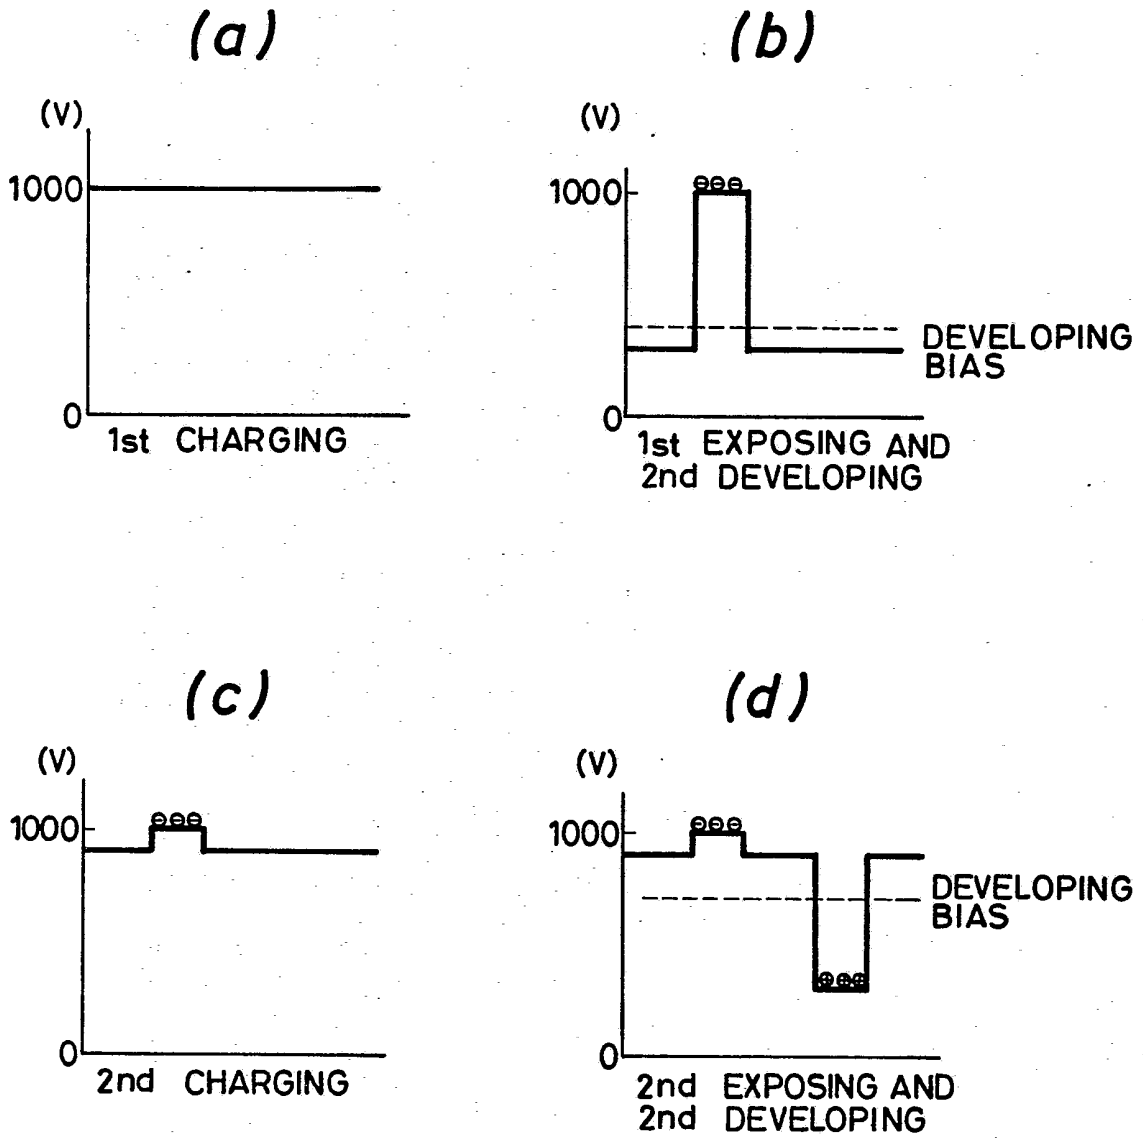 (a)
(V)
1000
0
1st CHARGING
(b)
(V)
1000
DEVELOPING
BIAS
0
1st EXPOSING AND
2nd DEVELOPING
(c)
(V)
1000
0
2nd CHARGING
(d)
(V)
1000
DEVELOPING
BIAS
0
2nd EXPOSING AND
2nd DEVELOPING